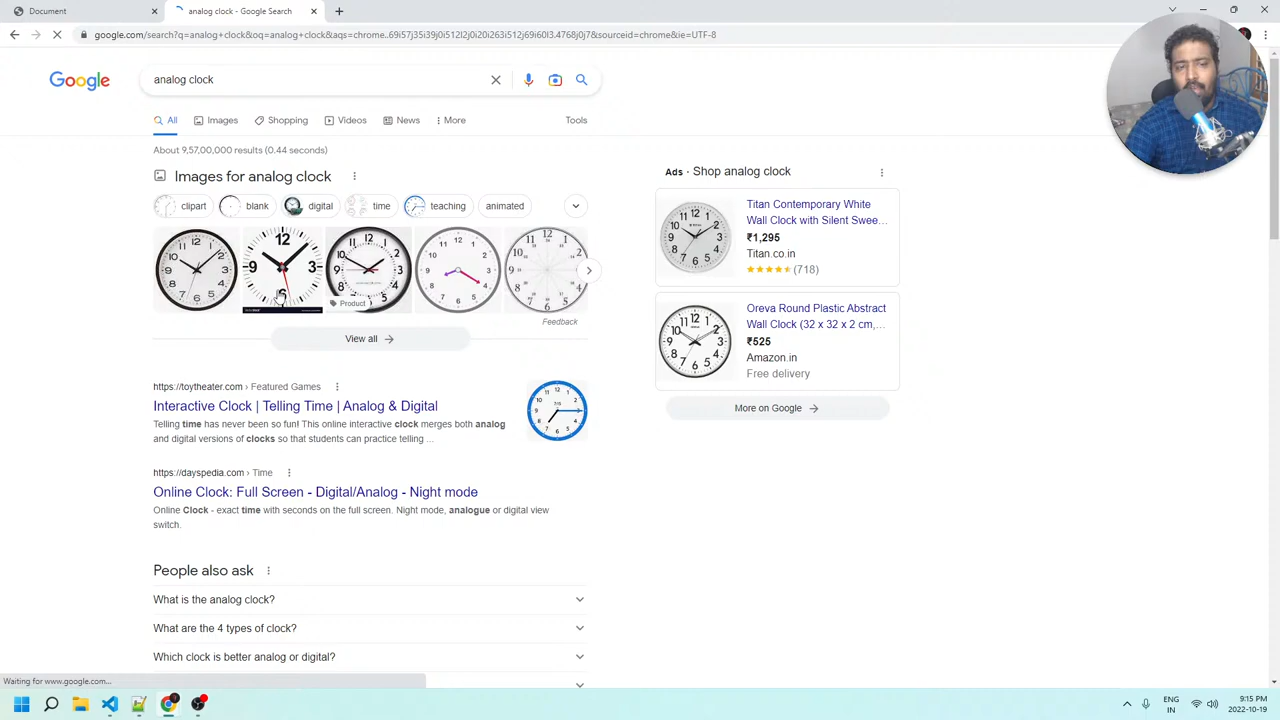 Document
analog clock - Google Search
google.com/search?q=analog+clock&oq=analog+clock&aqs=chrome..69i57j35i39j0i512l2j0i20i263i512j69i60l3.4768j0j7&sourceid=chrome&ie=UTF-8
Google
analog clock
All
Images
Shopping
Videos
News
More
Tools
About 9,57,00,000 results (0.44 seconds)
Images for analog clock
clipart
blank
digital
time
teaching
animated
Product
Feedback
View all
https://toytheater.com › Featured Games
Interactive Clock | Telling Time | Analog & Digital
Telling time has never been so fun! This online interactive clock merges both analog
and digital versions of clocks so that students can practice telling ...
https://dayspedia.com › Time
Online Clock: Full Screen - Digital/Analog - Night mode
Online Clock - exact time with seconds on the full screen. Night mode, analogue or digital view
switch.
People also ask
What is the analog clock?
What are the 4 types of clock?
Which clock is better analog or digital?
Ads · Shop analog clock
Titan Contemporary White
Wall Clock with Silent Swee...
₹1,295
Titan.co.in
(718)
Oreva Round Plastic Abstract
Wall Clock (32 x 32 x 2 cm,...
₹525
Amazon.in
Free delivery
More on Google
Waiting for www.google.com...
ENG
IN
9:15 PM
2022-10-19